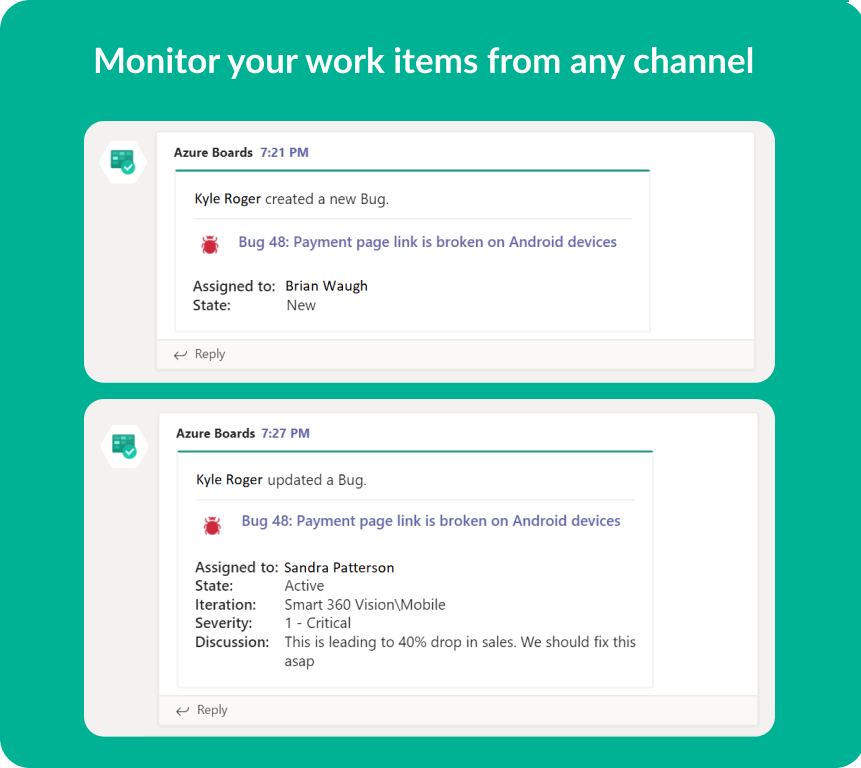 Monitor your work items from any channel
Azure Boards 7:21 PM
Kyle Roger created a new Bug.
Bug 48: Payment page link is broken on Android devices
Assigned to: Brian Waugh
State: New
Reply
Azure Boards 7:27 PM
Kyle Roger updated a Bug.
Bug 48: Payment page link is broken on Android devices
Assigned to: Sandra Patterson
State: Active
Iteration: Smart 360 Vision\Mobile
Severity: 1 - Critical
Discussion: This is leading to 40% drop in sales. We should fix this
asap
Reply